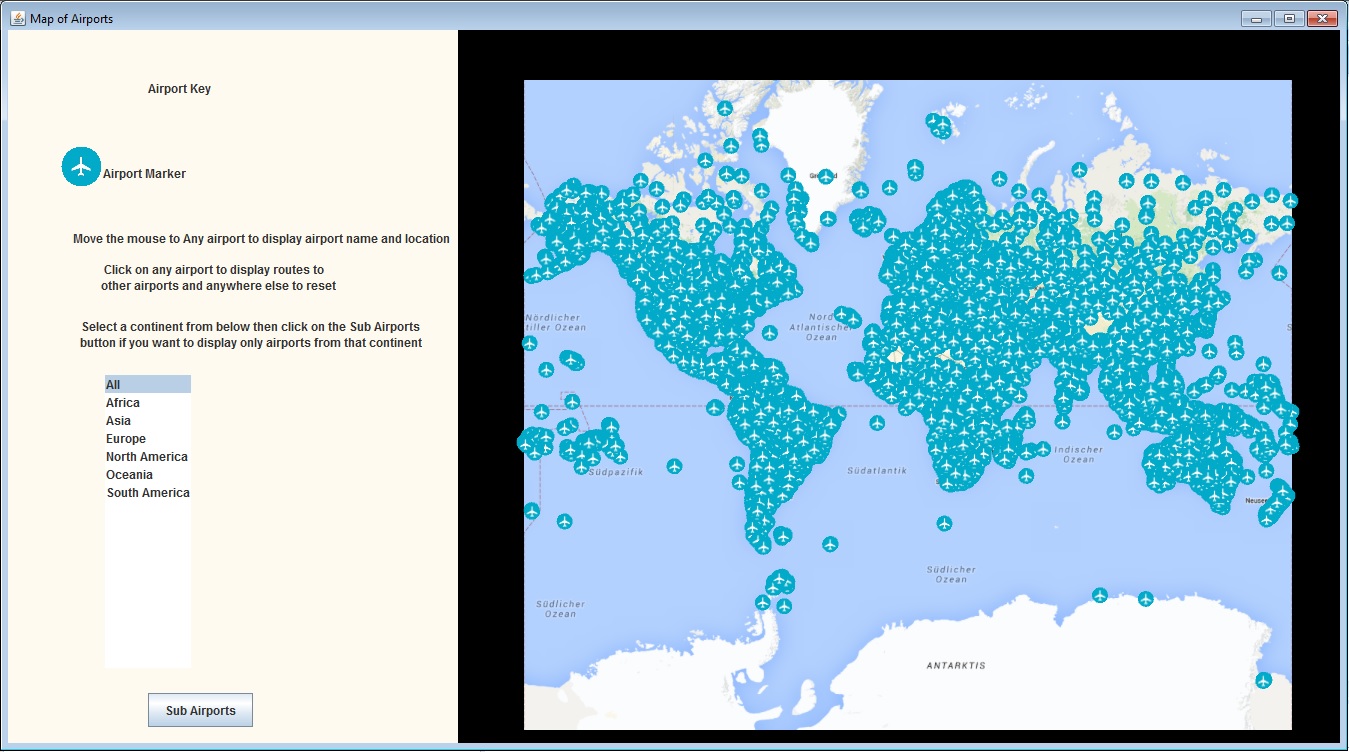 Map of Airports
Airport Key
Airport Marker
Move the mouse to Any airport to display airport name and location
Click on any airport to display routes to
other airports and anywhere else to reset
Select a continent from below then click on the Sub Airports
button if you want to display only airports from that continent
All
Africa
Asia
Europe
North America
Oceania
South America
Sub Airports
Nördlicher
Ozean
Atlantischer
Ozean
Südpazifik
Südatlantik
Indischer
Ozean
Südlicher
Ozean
Südlicher
Ozean
ANTARKTIS